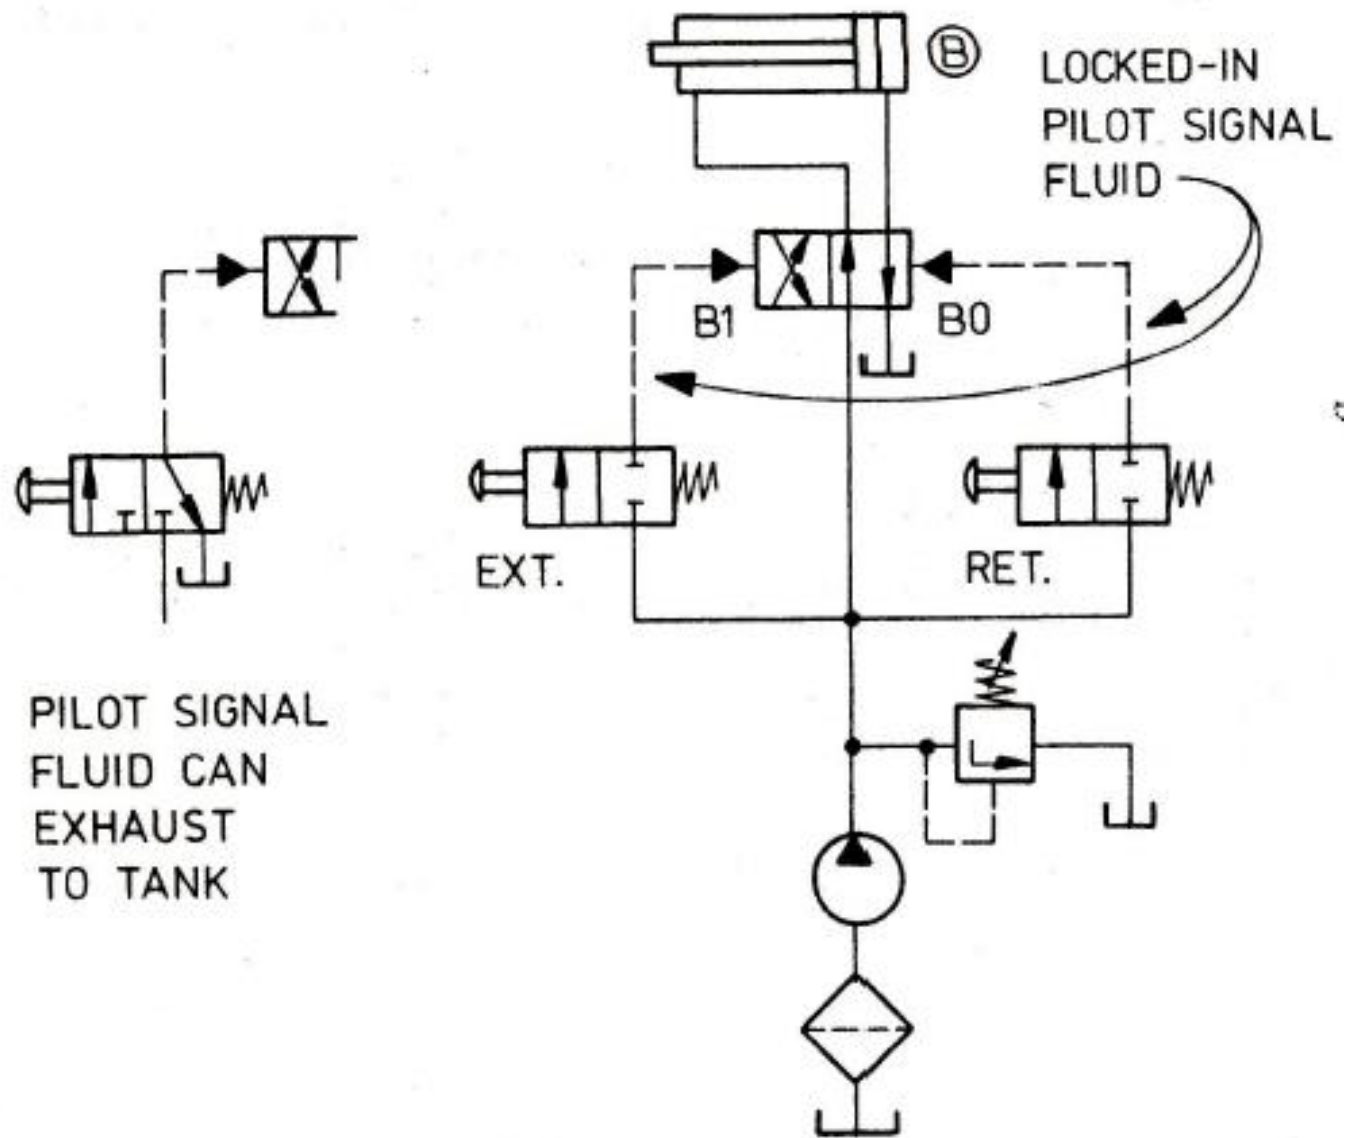 B
LOCKED-IN
PILOT SIGNAL
FLUID
B1
B0
EXT.
RET.
PILOT SIGNAL
FLUID CAN
EXHAUST
TO TANK